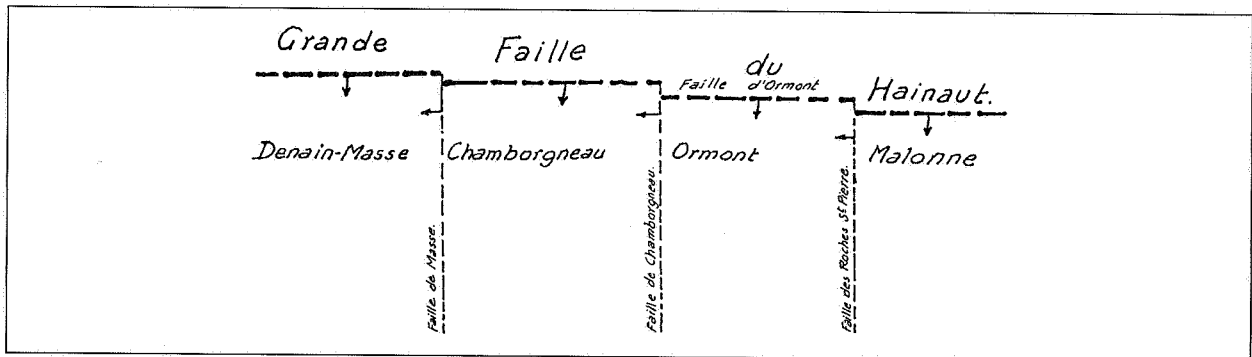 Grande Faille du Hainaut.
Faille d'Ormont
Denain-Masse Chamborgneau Ormont Malonne
Faille de Masse.
Faille de Chamborgneau.
Faille des Roches St Pierre.